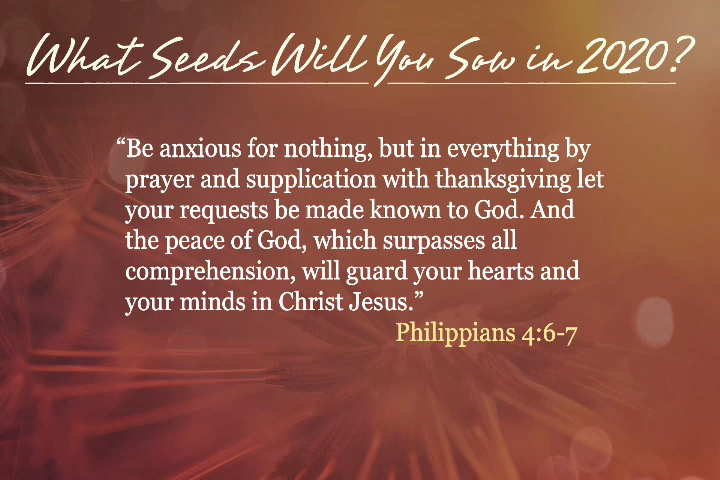 What Seeds Will You Sow in 2020?
“Be anxious for nothing, but in everything by
prayer and supplication with thanksgiving let
your requests be made known to God. And
the peace of God, which surpasses all
comprehension, will guard your hearts and
your minds in Christ Jesus.”
Philippians 4:6-7